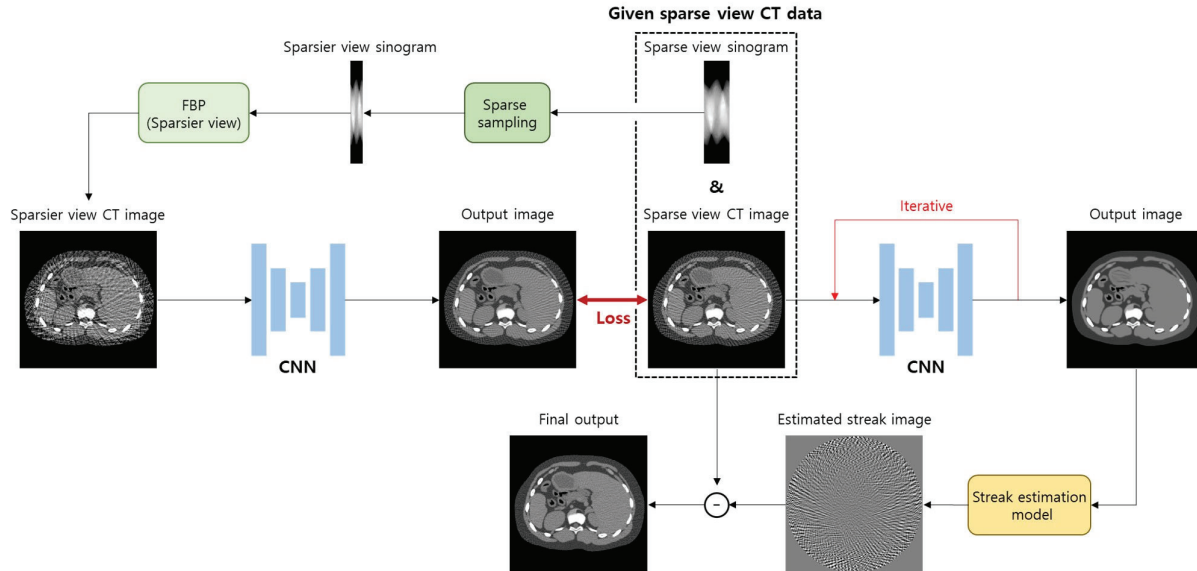 Given sparse view CT data
Sparsier view sinogram
Sparse view sinogram
FBP
(Sparsier view)
Sparse
sampling
&
Sparsier view CT image
Output image
Sparse view CT image
Iterative
Output image
Loss
CNN
CNN
Final output
Estimated streak image
-
Streak estimation
model